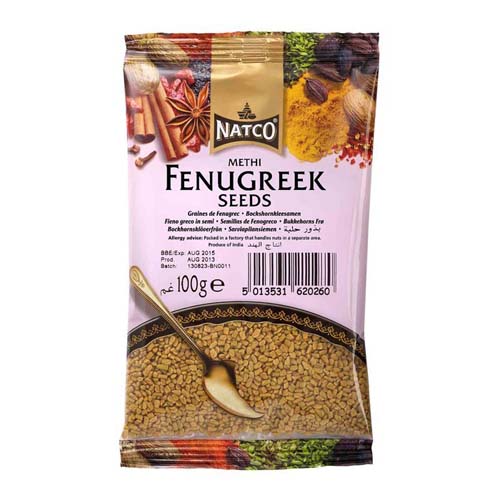 NATCO
METHI
FENUGREEK
SEEDS
Graines de Fenugrec - Bockshornkleesamen
Fieno greco in semi - Semillas de Fenogreco - Bukkehorns Frø
Bockhornsklöverfrön - Sarviapilansiemen - بذور حلبة
Allergy advice: Packed in a factory that handles nuts in a separate area.
Produce of India انتاج الهند
BBE/Exp: AUG 2015
Prod. AUG 2013
Batch: 130823-BN0011
غم 100g e
5 013531 620260